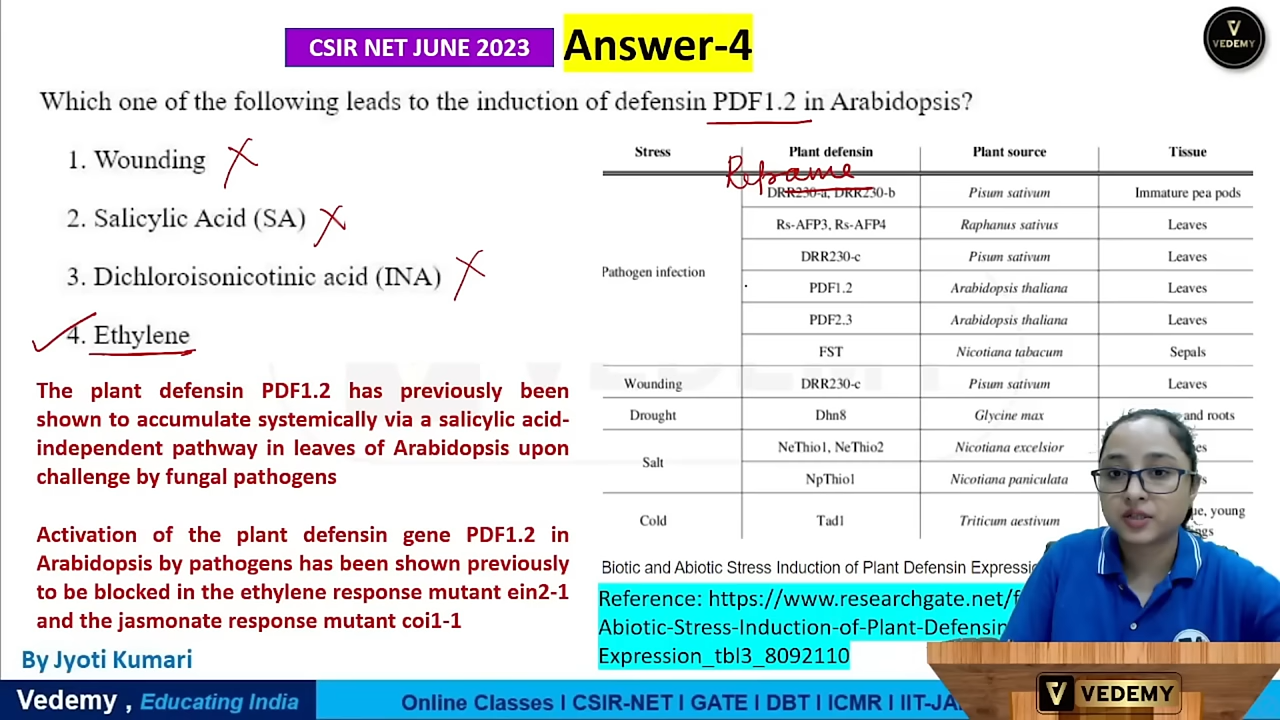 CSIR NET JUNE 2023
Answer-4
VEDEMY
Which one of the following leads to the induction of defensin PDF1.2 in Arabidopsis?
1. Wounding
2. Salicylic Acid (SA)
3. Dichloroisonicotinic acid (INA)
4. Ethylene
The plant defensin PDF1.2 has previously been
shown to accumulate systemically via a salicylic acid-
independent pathway in leaves of Arabidopsis upon
challenge by fungal pathogens
Activation of the plant defensin gene PDF1.2 in
Arabidopsis by pathogens has been shown previously
to be blocked in the ethylene response mutant ein2-1
and the jasmonate response mutant coi1-1
By Jyoti Kumari
Stress Plant defensin Plant source Tissue
Reframe
DRR230-a, DRR230-b Pisum sativum Immature pea pods
Rs-AFP3, Rs-AFP4 Raphanus sativus Leaves
DRR230-c Pisum sativum Leaves
Pathogen infection
PDF1.2 Arabidopsis thaliana Leaves
PDF2.3 Arabidopsis thaliana Leaves
FST Nicotiana tabacum Sepals
Wounding DRR230-c Pisum sativum Leaves
Drought Dhn8 Glycine max and roots
NeThio1, NeThio2 Nicotiana excelsior
Salt
NpThio1 Nicotiana paniculata
Cold Tad1 Triticum aestivum young
Biotic and Abiotic Stress Induction of Plant Defensin
Reference: https://www.researchgate.net/
Abiotic-Stress-Induction-of-Plant-Defensin
Expression_tbl3_8092110
VEDEMY
Vedemy , Educating India
Online Classes I CSIR-NET I GATE I DBT I ICMR I